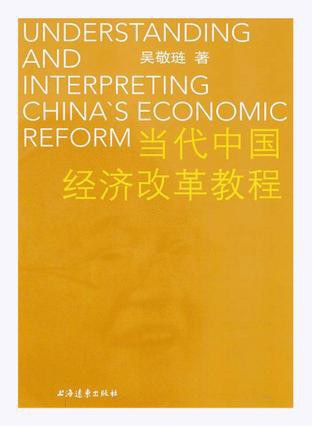 UNDERSTANDING
AND
INTERPRETING
CHINA`S ECONOMIC
REFORM
吴敬琏 著
当代中国
经济改革教程
上海远东出版社